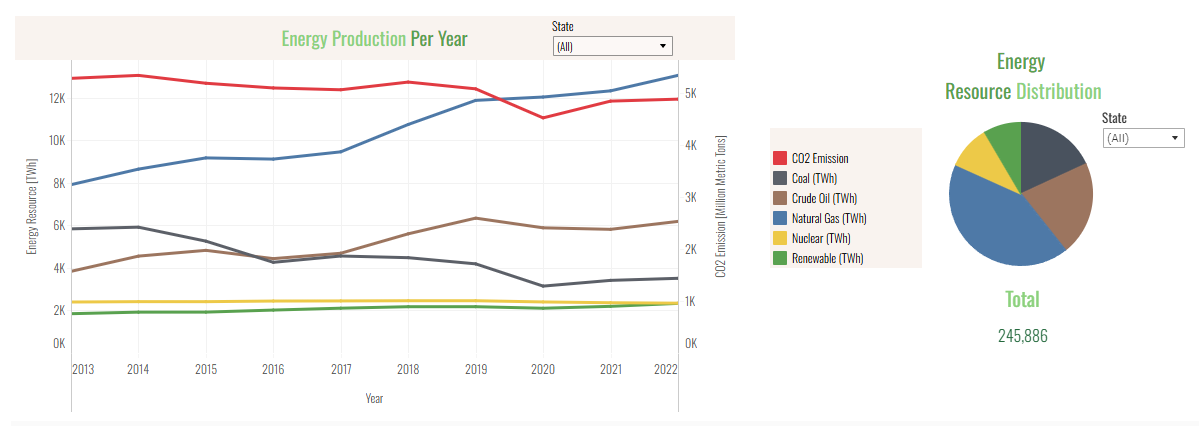 Energy Production Per Year
State
(All)
12K
10K
8K
6K
4K
2K
0K
Energy Resource [TWh]
5K
4K
3K
2K
1K
0K
CO2 Emission [Million Metric Tons]
2013
2014
2015
2016
2017
2018
2019
2020
2021
2022
Year
CO2 Emission
Coal (TWh)
Crude Oil (TWh)
Natural Gas (TWh)
Nuclear (TWh)
Renewable (TWh)
Energy
Resource Distribution
State
(All)
Total
245,886